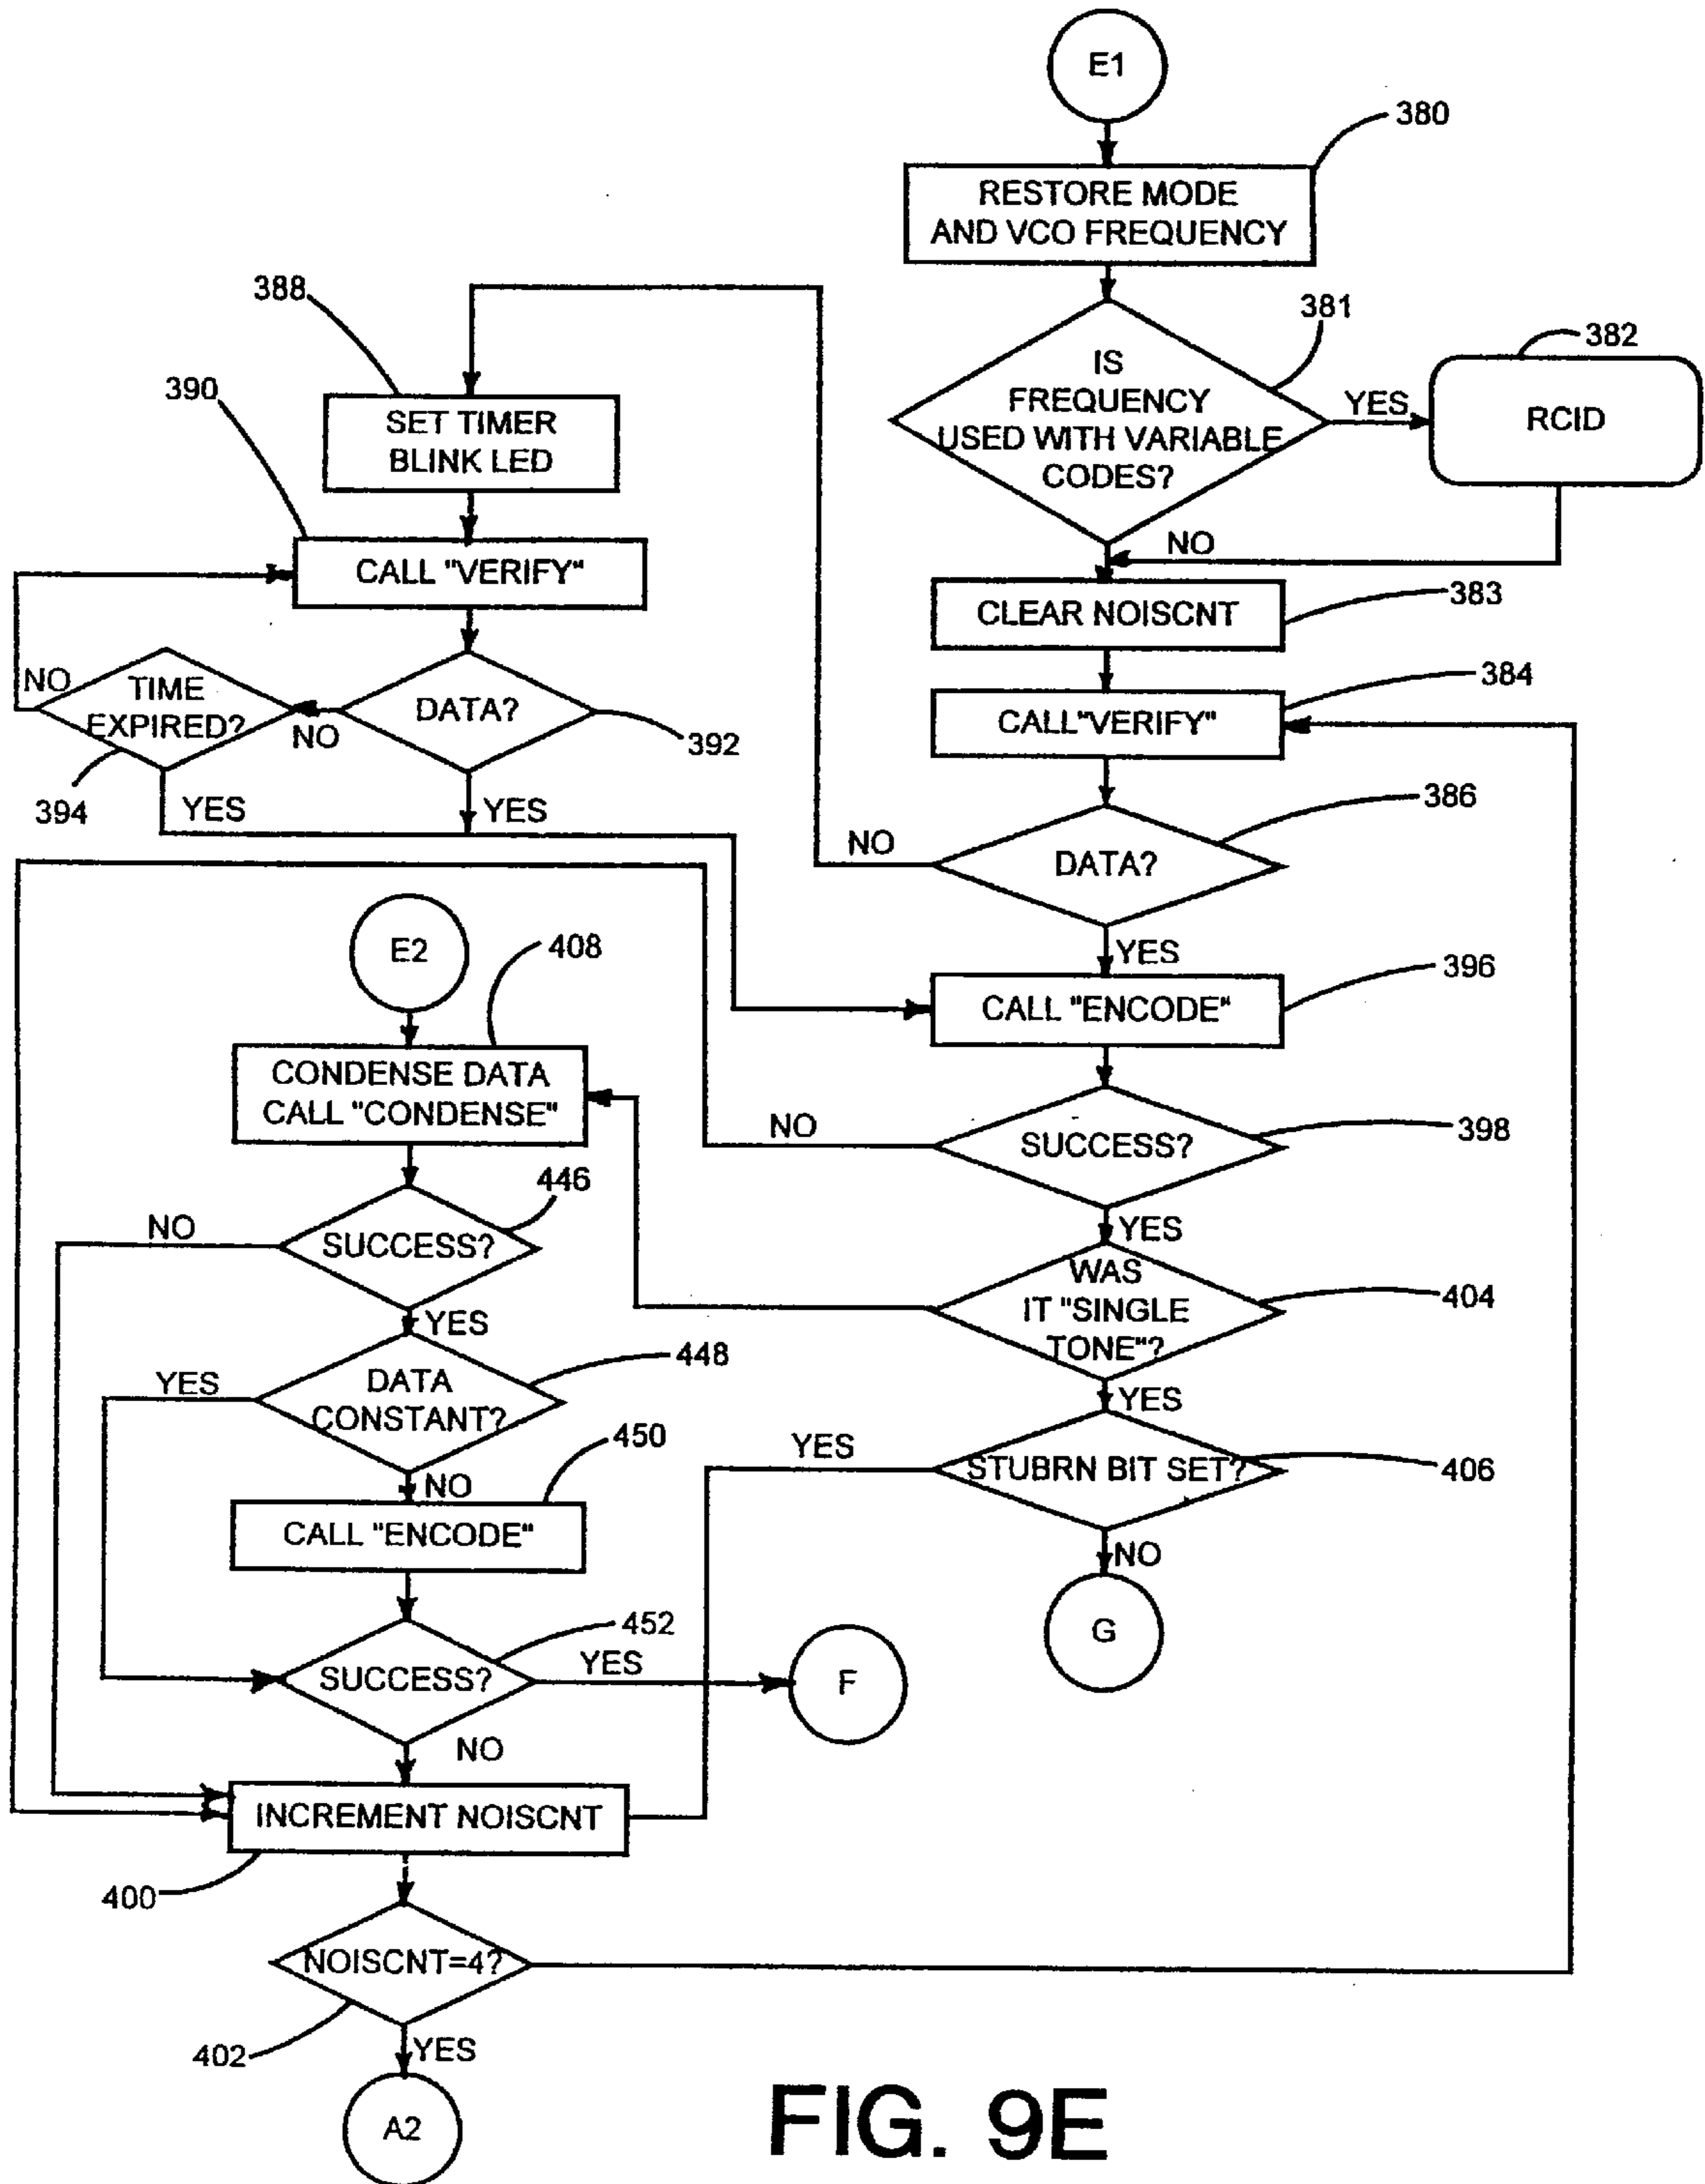 E1
380
RESTORE MODE
AND VCO FREQUENCY
388
381
382
IS
FREQUENCY
USED WITH VARIABLE
CODES?
YES
RCID
390
SET TIMER
BLINK LED
NO
CALL "VERIFY"
CLEAR NOISCNT
383
384
NO
TIME
EXPIRED?
NO
DATA?
392
CALL"VERIFY"
394
YES
YES
386
NO
DATA?
YES
E2
408
396
CALL "ENCODE"
CONDENSE DATA
CALL "CONDENSE"
NO
SUCCESS?
398
446
NO
SUCCESS?
YES
YES
WAS
IT "SINGLE
TONE"?
404
448
YES
DATA
CONSTANT?
YES
450
YES
STUBRN BIT SET?
406
NO
CALL "ENCODE"
NO
G
452
SUCCESS?
YES
F
NO
INCREMENT NOISCNT
400
NOISCNT=4?
402
YES
A2
FIG. 9E